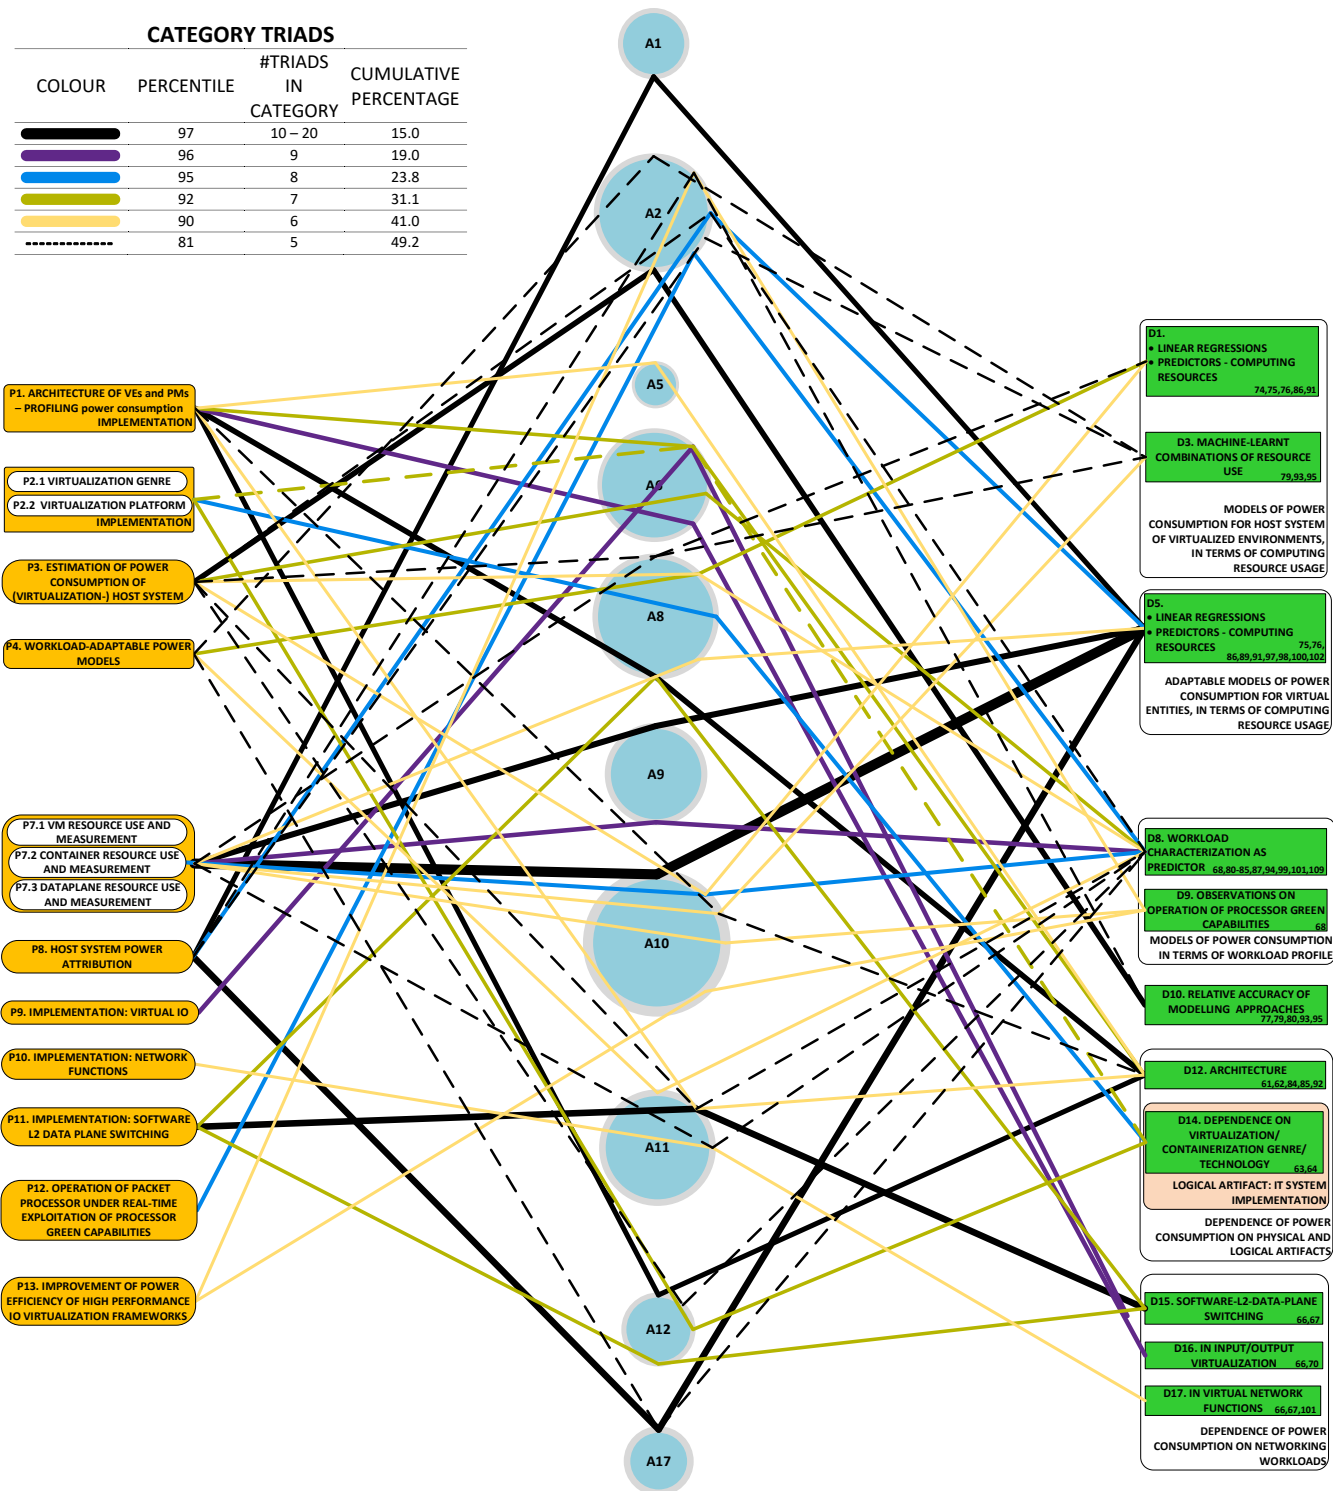 CATEGORY TRIADS
COLOUR PERCENTILE #TRIADS IN CATEGORY CUMULATIVE PERCENTAGE
97 10 – 20 15.0
96 9 19.0
95 8 23.8
92 7 31.1
90 6 41.0
81 5 49.2
P1. ARCHITECTURE OF VEs and PMs
– PROFILING power consumption
IMPLEMENTATION
P2.1 VIRTUALIZATION GENRE
P2.2 VIRTUALIZATION PLATFORM
IMPLEMENTATION
P3. ESTIMATION OF POWER
CONSUMPTION OF
(VIRTUALIZATION-) HOST SYSTEM
P4. WORKLOAD-ADAPTABLE POWER
MODELS
P7.1 VM RESOURCE USE AND
MEASUREMENT
P7.2 CONTAINER RESOURCE USE
AND MEASUREMENT
P7.3 DATAPLANE RESOURCE USE
AND MEASUREMENT
P8. HOST SYSTEM POWER
ATTRIBUTION
P9. IMPLEMENTATION: VIRTUAL IO
P10. IMPLEMENTATION: NETWORK
FUNCTIONS
P11. IMPLEMENTATION: SOFTWARE
L2 DATA PLANE SWITCHING
P12. OPERATION OF PACKET
PROCESSOR UNDER REAL-TIME
EXPLOITATION OF PROCESSOR
GREEN CAPABILITIES
P13. IMPROVEMENT OF POWER
EFFICIENCY OF HIGH PERFORMANCE
IO VIRTUALIZATION FRAMEWORKS
A1
A2
A5
A6
A8
A9
A10
A11
A12
A17
D1.
• LINEAR REGRESSIONS
• PREDICTORS - COMPUTING
RESOURCES
74,75,76,86,91
D3. MACHINE-LEARNT
COMBINATIONS OF RESOURCE
USE
79,93,95
MODELS OF POWER
CONSUMPTION FOR HOST SYSTEM
OF VIRTUALIZED ENVIRONMENTS,
IN TERMS OF COMPUTING
RESOURCE USAGE
D5.
• LINEAR REGRESSIONS
• PREDICTORS - COMPUTING
RESOURCES 75,76,
86,89,91,97,98,100,102
ADAPTABLE MODELS OF POWER
CONSUMPTION FOR VIRTUAL
ENTITIES, IN TERMS OF COMPUTING
RESOURCE USAGE
D8. WORKLOAD
CHARACTERIZATION AS
PREDICTOR 68,80-85,87,94,99,101,109
D9. OBSERVATIONS ON
OPERATION OF PROCESSOR GREEN
CAPABILITIES
68
MODELS OF POWER CONSUMPTION
IN TERMS OF WORKLOAD PROFILE
D10. RELATIVE ACCURACY OF
MODELLING APPROACHES
77,79,80,93,95
D12. ARCHITECTURE
61,62,84,85,92
D14. DEPENDENCE ON
VIRTUALIZATION/
CONTAINERIZATION GENRE/
TECHNOLOGY 63,64
LOGICAL ARTIFACT: IT SYSTEM
IMPLEMENTATION
DEPENDENCE OF POWER
CONSUMPTION ON PHYSICAL AND
LOGICAL ARTIFACTS
D15. SOFTWARE-L2-DATA-PLANE
SWITCHING 66,67
D16. IN INPUT/OUTPUT
VIRTUALIZATION 66,70
D17. IN VIRTUAL NETWORK
FUNCTIONS 66,67,101
DEPENDENCE OF POWER
CONSUMPTION ON NETWORKING
WORKLOADS